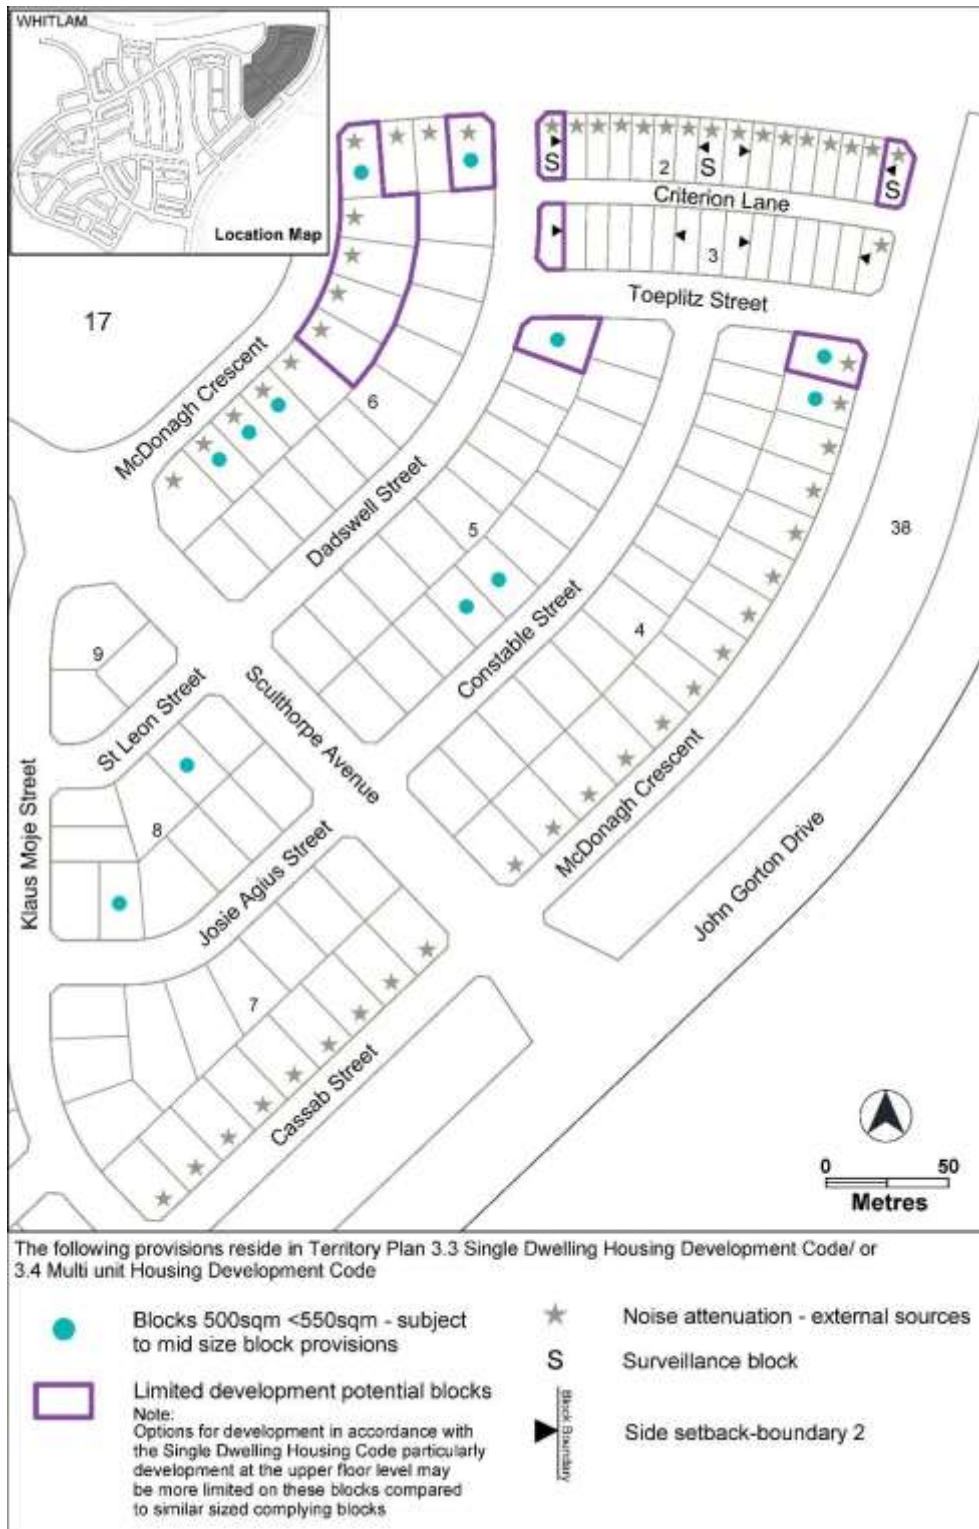 WHITLAM
Location Map
S
2
S
S
Criterion Lane
3
Toeplitz Street
17
McDonagh Crescent
6
Dadswell Street
5
38
Constable Street
4
9
St Leon Street
Sculthorpe Avenue
Klaus Moje Street
8
McDonagh Crescent
Josie Agius Street
John Gorton Drive
7
Cassab Street
0 50
Metres
The following provisions reside in Territory Plan 3.3 Single Dwelling Housing Development Code/ or
3.4 Multi unit Housing Development Code
Blocks 500sqm <550sqm - subject
to mid size block provisions
Limited development potential blocks
Note:
Options for development in accordance with
the Single Dwelling Housing Code particularly
development at the upper floor level may
be more limited on these blocks compared
to similar sized complying blocks
Noise attenuation - external sources
S Surveillance block
Block Boundary
Side setback-boundary 2